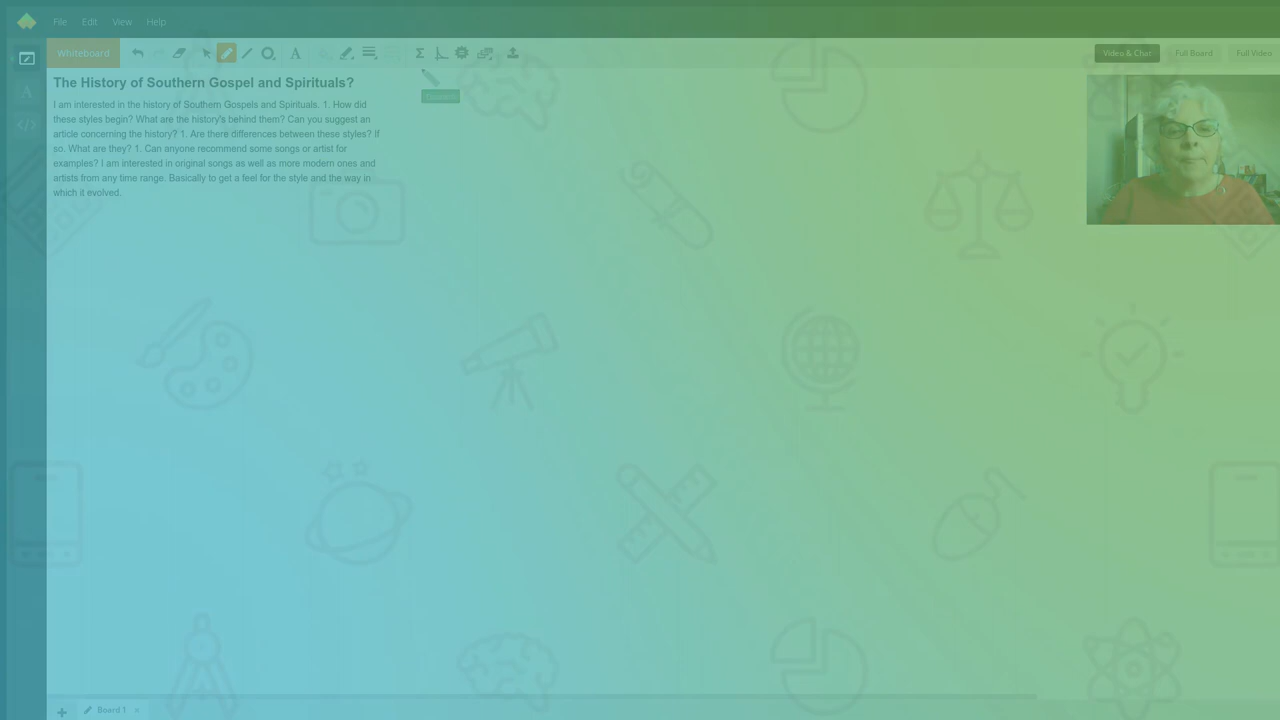 File Edit View Help
Whiteboard
A
Σ
Video & Chat
Full Board
Full Video
The History of Southern Gospel and Spirituals?
I am interested in the history of Southern Gospels and Spirituals. 1. How did
these styles begin? What are the history's behind them? Can you suggest an
article concerning the history? 1. Are there differences between these styles? If
so. What are they? 1. Can anyone recommend some songs or artist for
examples? I am interested in original songs as well as more modern ones and
artists from any time range. Basically to get a feel for the style and the way in
which it evolved.
A
</>
Board 1